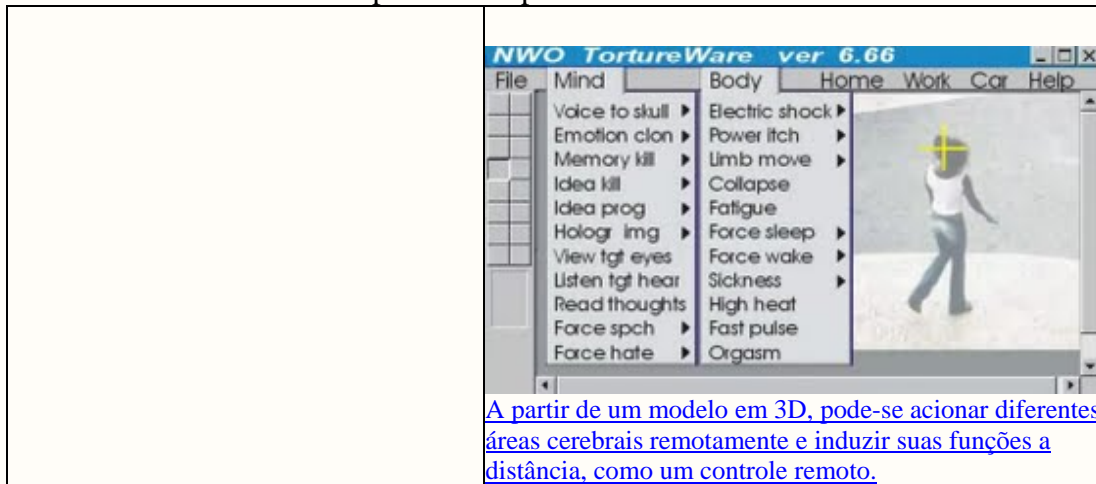 NWO TortureWare ver 6.66
File Mind Body Home Work Car Help
Voice to skull
Emotion clon
Memory kill
Idea kill
Idea prog
Hologr img
View tgt eyes
Listen tgt hear
Read thoughts
Force spch
Force hate
Electric shock
Power itch
Limb move
Collapse
Fatigue
Force sleep
Force wake
Sickness
High heat
Fast pulse
Orgasm
A partir de um modelo em 3D, pode-se acionar diferentes
áreas cerebrais remotamente e induzir suas funções a
distância, como um controle remoto.